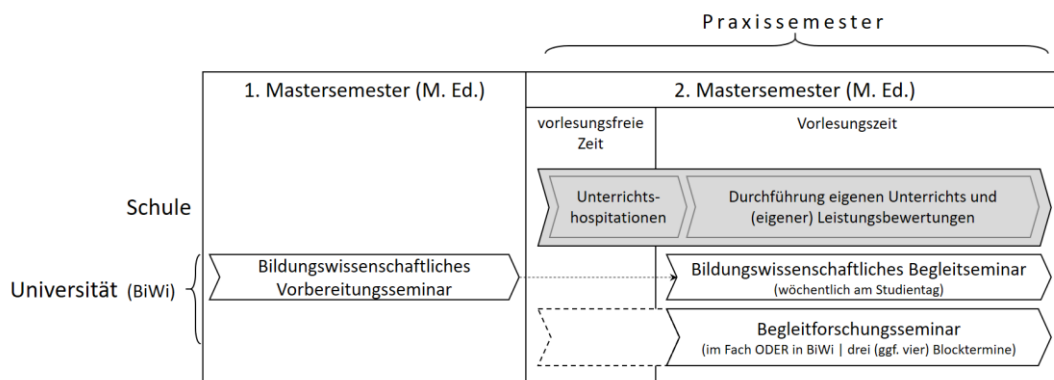 Praxissemester
1. Mastersemester (M. Ed.)
2. Mastersemester (M. Ed.)
vorlesungsfreie
Zeit
Vorlesungszeit
Schule
Unterrichts-
hospitationen
Durchführung eigenen Unterrichts und
(eigener) Leistungsbewertungen
Universität (BiWi)
Bildungswissenschaftliches
Vorbereitungsseminar
Bildungswissenschaftliches Begleitseminar
(wöchentlich am Studientag)
Begleitforschungsseminar
(im Fach ODER in BiWi | drei (ggf. vier) Blocktermine)